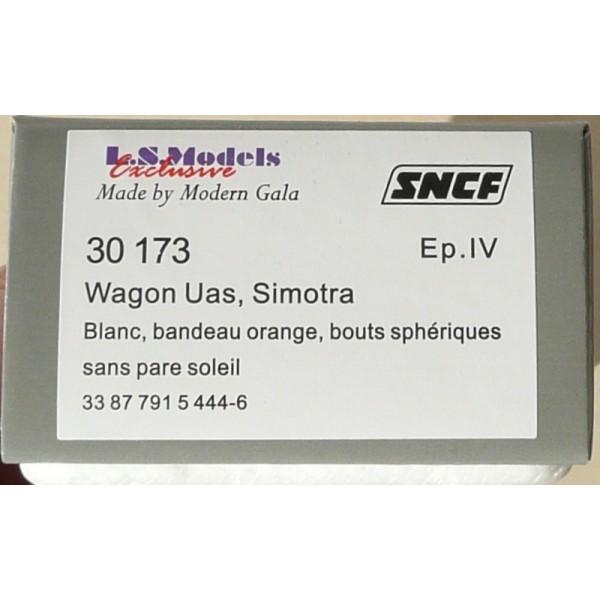 L.S.Models
Exclusive
Made by Modern Gala
SNCF
30 173
Ep.IV
Wagon Uas, Simotra
Blanc, bandeau orange, bouts sphériques
sans pare soleil
33 87 791 5 444-6